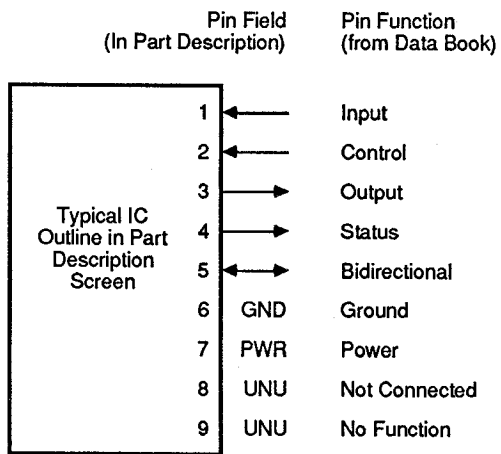 Pin Field Pin Function
(In Part Description) (from Data Book)
1 Input
2 Control
3 Output
Typical IC
Outline in Part
Description
Screen
4 Status
5 Bidirectional
6 GND Ground
7 PWR Power
8 UNU Not Connected
9 UNU No Function